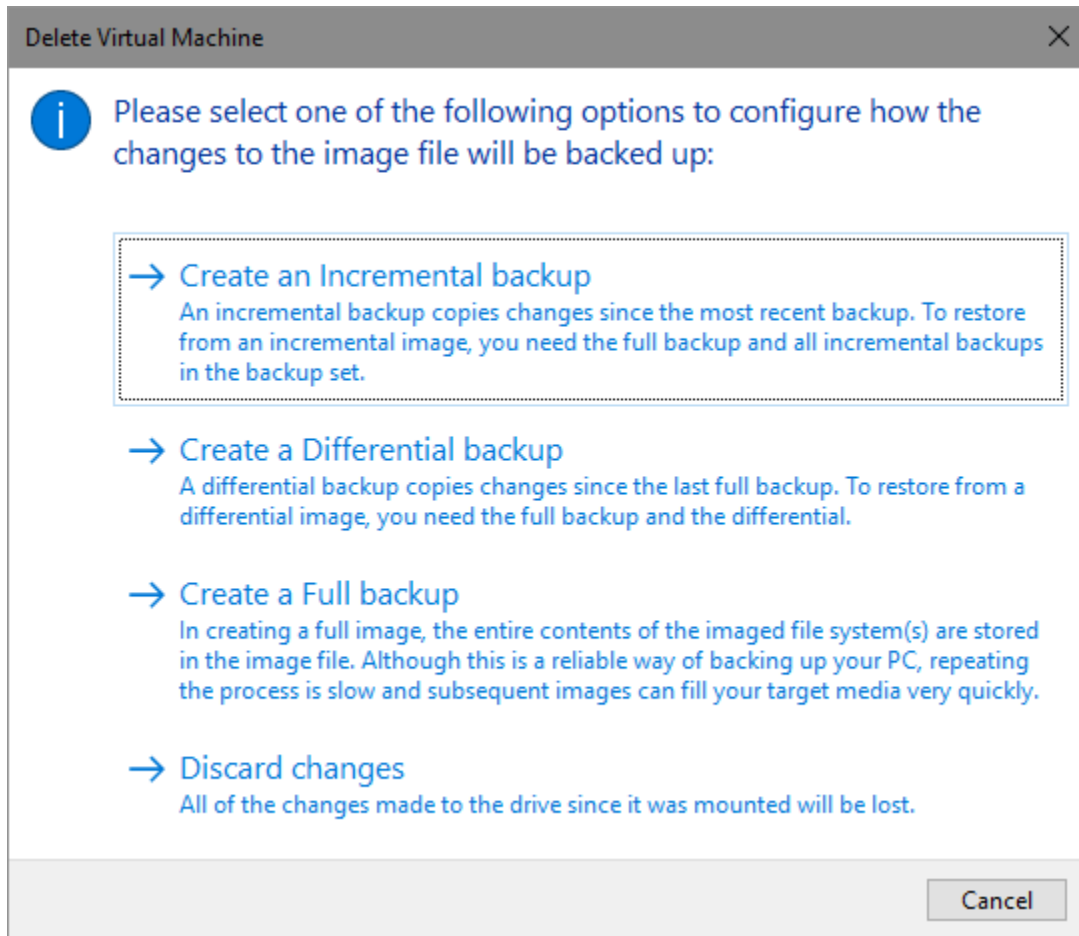 Delete Virtual Machine
Please select one of the following options to configure how the
changes to the image file will be backed up:
Create an Incremental backup
An incremental backup copies changes since the most recent backup. To restore
from an incremental image, you need the full backup and all incremental backups
in the backup set.
Create a Differential backup
A differential backup copies changes since the last full backup. To restore from a
differential image, you need the full backup and the differential.
Create a Full backup
In creating a full image, the entire contents of the imaged file system(s) are stored
in the image file. Although this is a reliable way of backing up your PC, repeating
the process is slow and subsequent images can fill your target media very quickly.
Discard changes
All of the changes made to the drive since it was mounted will be lost.
Cancel